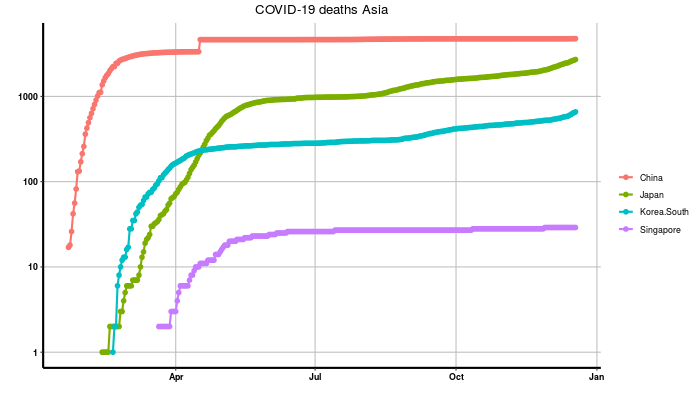 COVID-19 deaths Asia
1000
100
10
1
Apr
Jul
Oct
Jan
China
Japan
Korea.South
Singapore